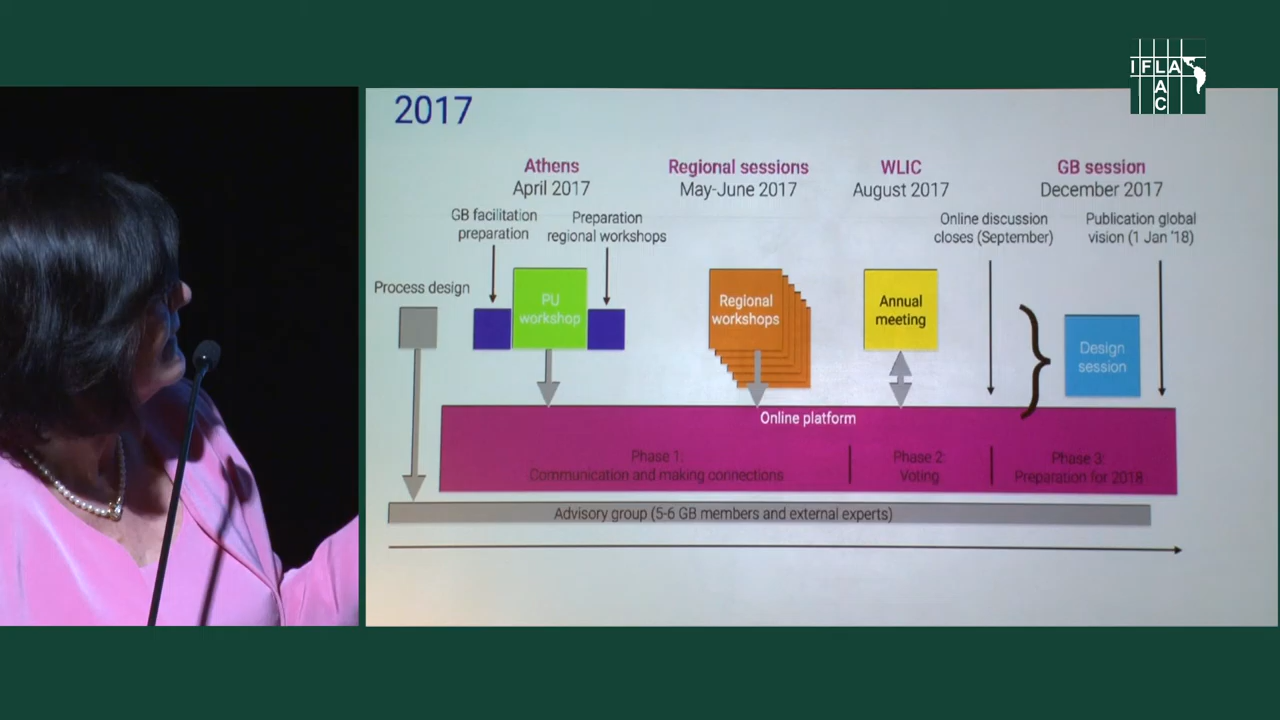 IFLA
LAC
2017
Athens
April 2017
Regional sessions
May-June 2017
WLIC
August 2017
GB session
December 2017
GB facilitation
preparation
Preparation
regional workshops
Online discussion
closes (September)
Publication global
vision (1 Jan '18)
Process design
PU
workshop
Regional
workshops
Annual
meeting
Design
session
Online platform
Phase 1:
Communication and making connections
Phase 2:
Voting
Phase 3:
Preparation for 2018
Advisory group (5-6 GB members and external experts)